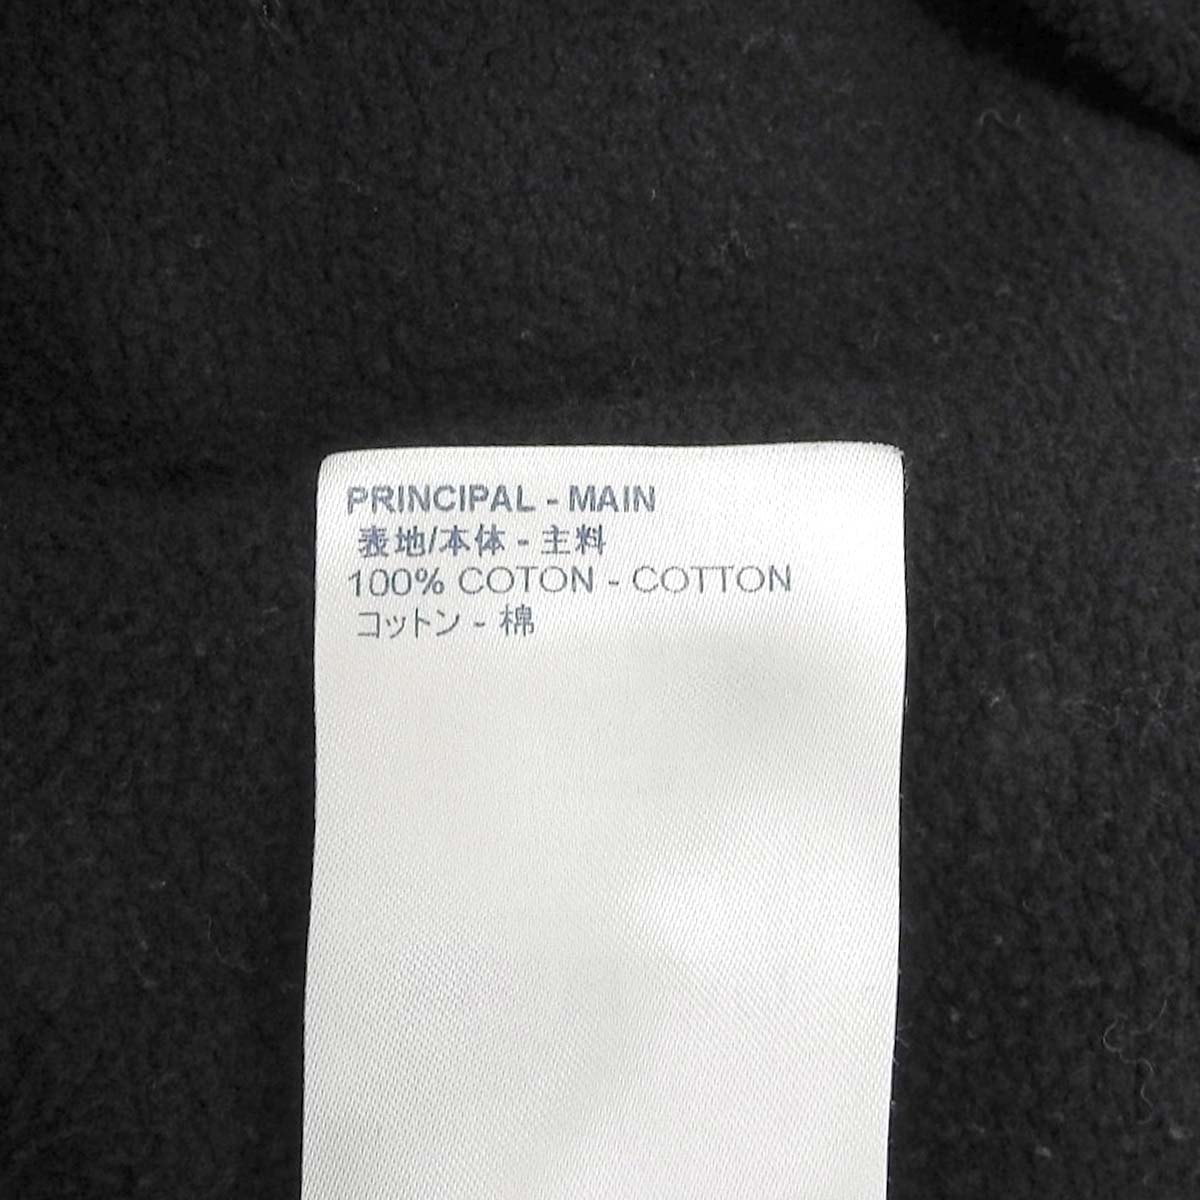 PRINCIPAL - MAIN
表地/本体 - 主料
100% COTON - COTTON
コットン - 棉